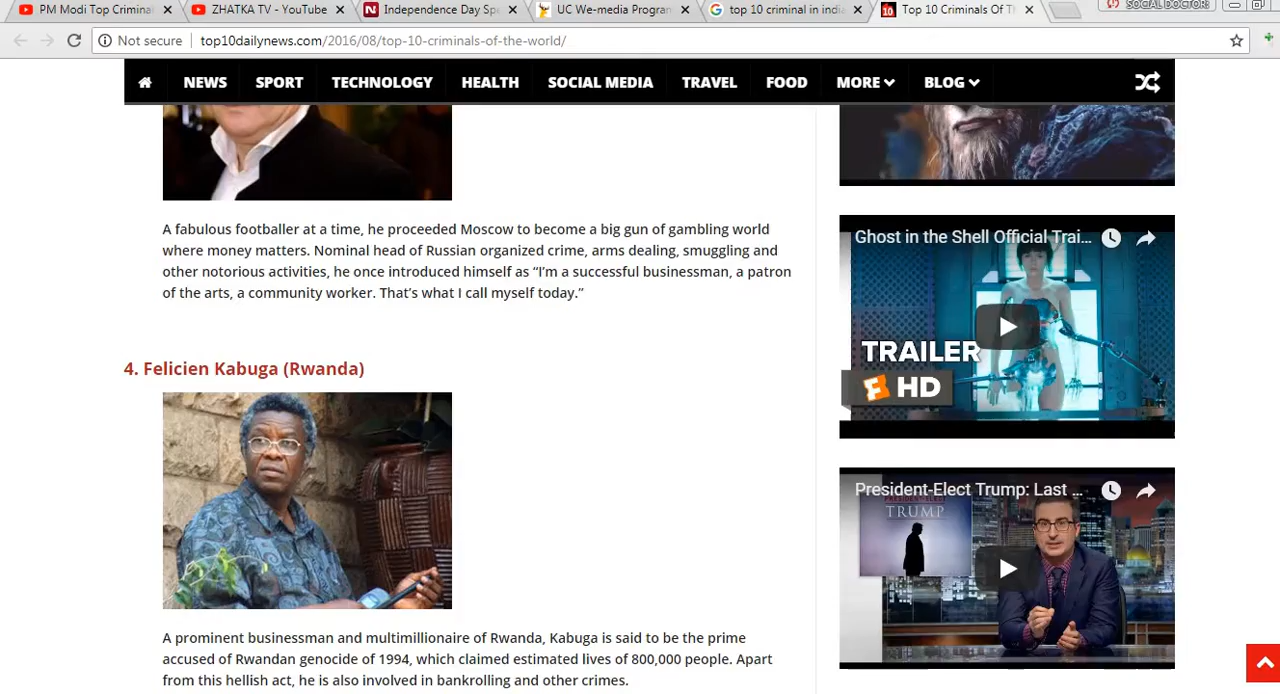 PM Modi Top Crimina
ZHATKA TV - YouTube
Independence Day Sp
UC We-media Program
top 10 criminal in india
Top 10 Criminals Of T
SOCIAL DOCTOR
Not secure
top10dailynews.com/2016/08/top-10-criminals-of-the-world/
NEWS SPORT TECHNOLOGY HEALTH SOCIAL MEDIA TRAVEL FOOD MORE BLOG
A fabulous footballer at a time, he proceeded Moscow to become a big gun of gambling world
where money matters. Nominal head of Russian organized crime, arms dealing, smuggling and
other notorious activities, he once introduced himself as “I’m a successful businessman, a patron
of the arts, a community worker. That’s what I call myself today.”
4. Felicien Kabuga (Rwanda)
A prominent businessman and multimillionaire of Rwanda, Kabuga is said to be the prime
accused of Rwandan genocide of 1994, which claimed estimated lives of 800,000 people. Apart
from this hellish act, he is also involved in bankrolling and other crimes.
Ghost in the Shell Official Trai...
TRAILER
HD
President-Elect Trump: Last ...
PRESIDENT-ELECT
TRUMP